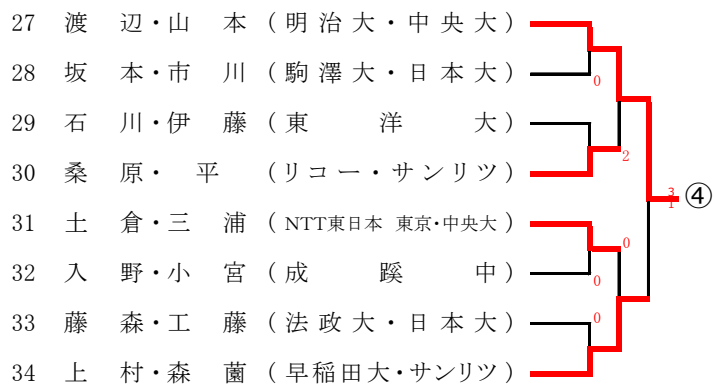 27 渡辺・山本（明治大・中央大）
0
28 坂本・市川（駒澤大・日本大）
29 石川・伊藤（東洋大）
2
30 桑原・平（リコー・サンリツ）
3
1
④
31 土倉・三浦（NTT東日本 東京・中央大）
0
32 入野・小宮（成蹊中）
0
33 藤森・工藤（法政大・日本大）
0
34 上村・森薗（早稲田大・サンリツ）